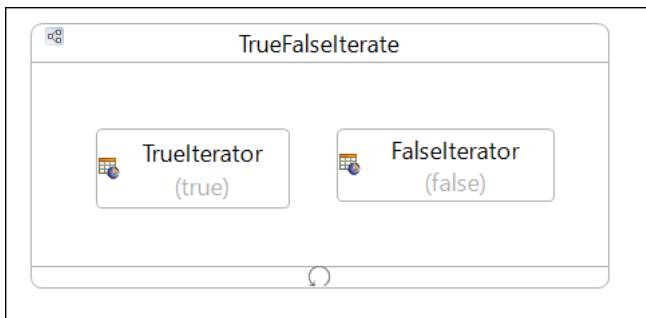 TrueFalseIterate
TrueIterator
(true)
FalseIterator
(false)